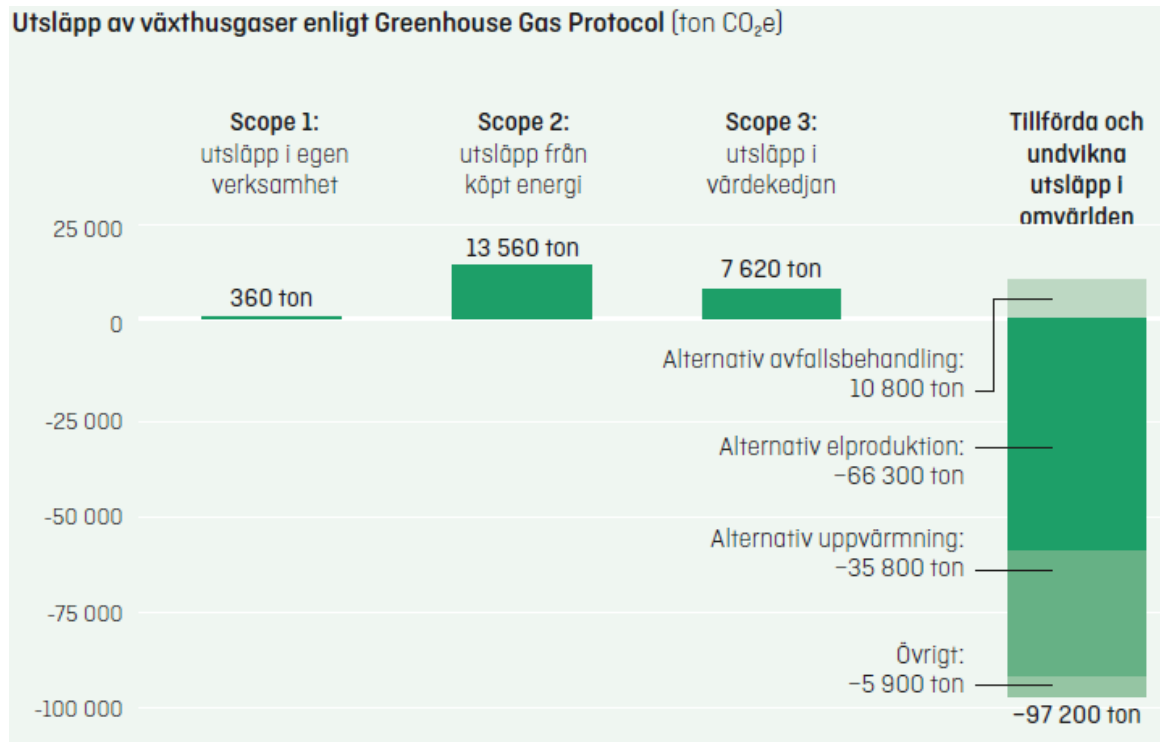 Utsläpp av växthusgaser enligt Greenhouse Gas Protocol (ton CO₂e)
Scope 1:
utsläpp i egen
verksamhet
Scope 2:
utsläpp från
köpt energi
Scope 3:
utsläpp i
värdekedjan
Tillförda och
undvikna
utsläpp i
omvärlden
25 000
0
-25 000
-50 000
-75 000
-100 000
360 ton
13 560 ton
7 620 ton
Alternativ avfallsbehandling:
10 800 ton
Alternativ elproduktion:
−66 300 ton
Alternativ uppvärmning:
−35 800 ton
Övrigt:
−5 900 ton
−97 200 ton